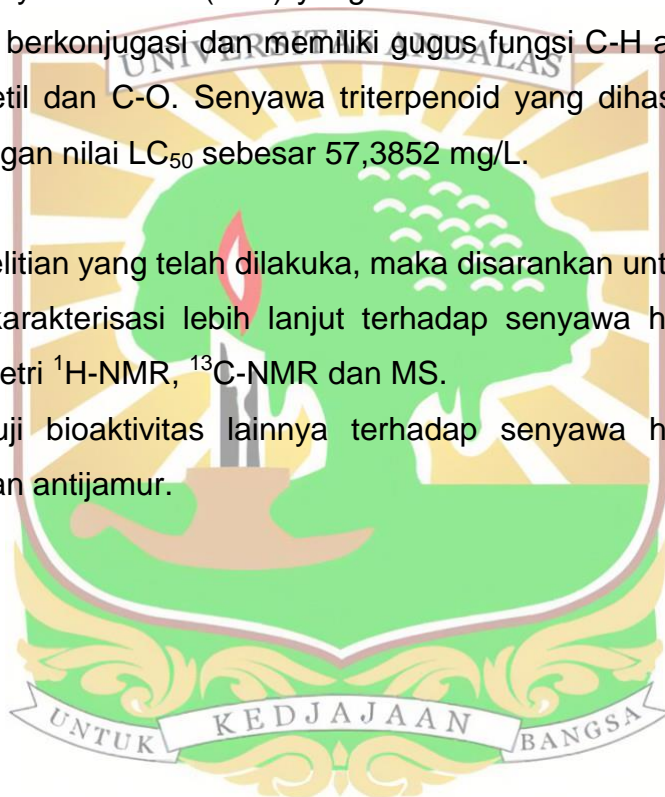 berkonjugasi dan memiliki gugus fungsi C-H a
UNIVERSITAS ANDALAS
etil dan C-O. Senyawa triterpenoid yang dihas
gan nilai LC₅₀ sebesar 57,3852 mg/L.
elitian yang telah dilakuka, maka disarankan unt
karakterisasi lebih lanjut terhadap senyawa h
etri ¹H-NMR, ¹³C-NMR dan MS.
uji bioaktivitas lainnya terhadap senyawa h
an antijamur.
UNTUK KEDJAJAAN BANGSA